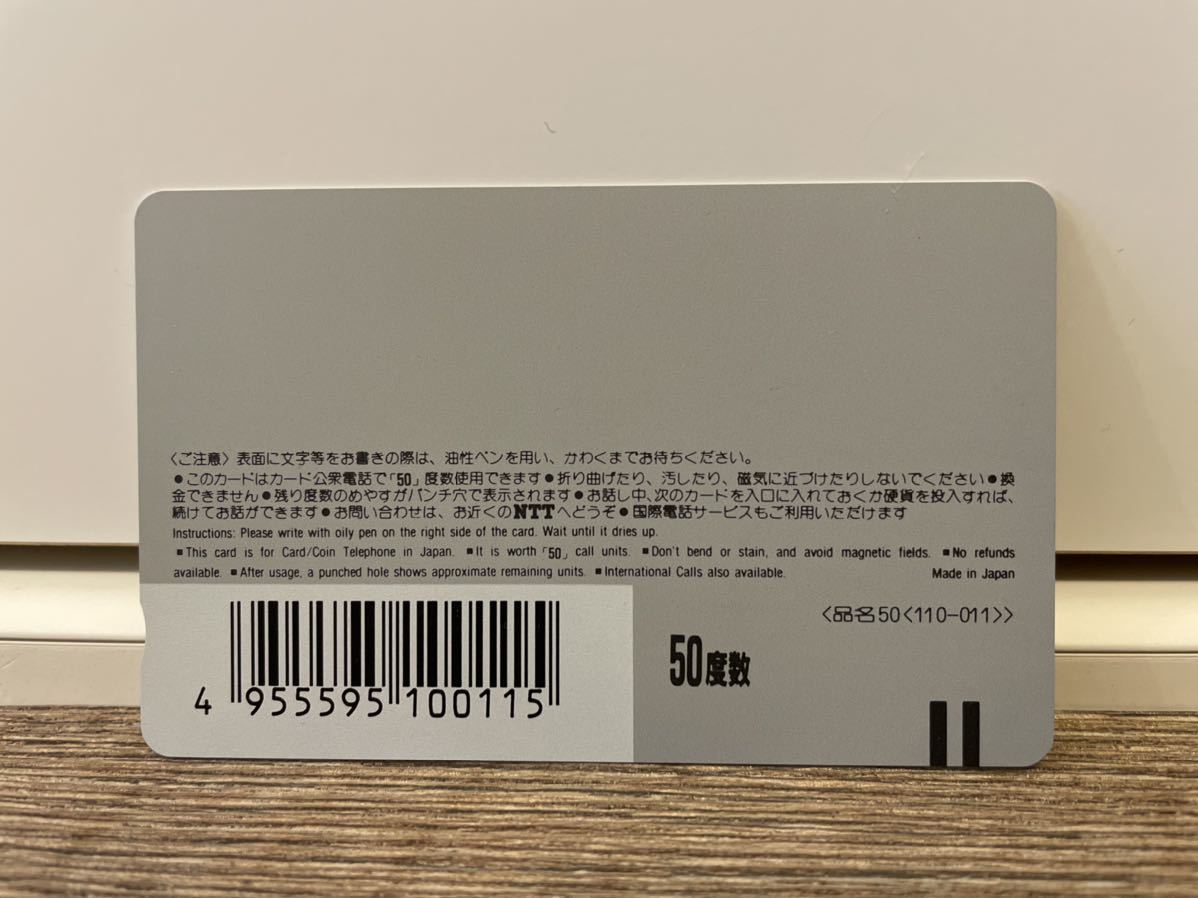 〈ご注意〉表面に文字等をお書きの際は、油性ペンを用い、かわくまでお待ちください。
●このカードはカード公衆電話で「50」度数使用できます●折り曲げたり、汚したり、磁気に近づけたりしないでください●換
金できません●残り度数のめやすがパンチ穴で表示されます●お話し中、次のカードを入口に入れておくか硬貨を投入すれば、
続けてお話ができます●お問い合わせは、お近くのNTTへどうぞ●国際電話サービスもご利用いただけます
Instructions: Please write with oily pen on the right side of the card. Wait until it dries up.
■This card is for Card/Coin Telephone in Japan. ■It is worth「50」call units. ■Don't bend or stain, and avoid magnetic fields. ■No refunds
available. ■After usage, a punched hole shows approximate remaining units. ■International Calls also available. Made in Japan
〈品名50〈110-011〉〉
50度数
4 955595 100115